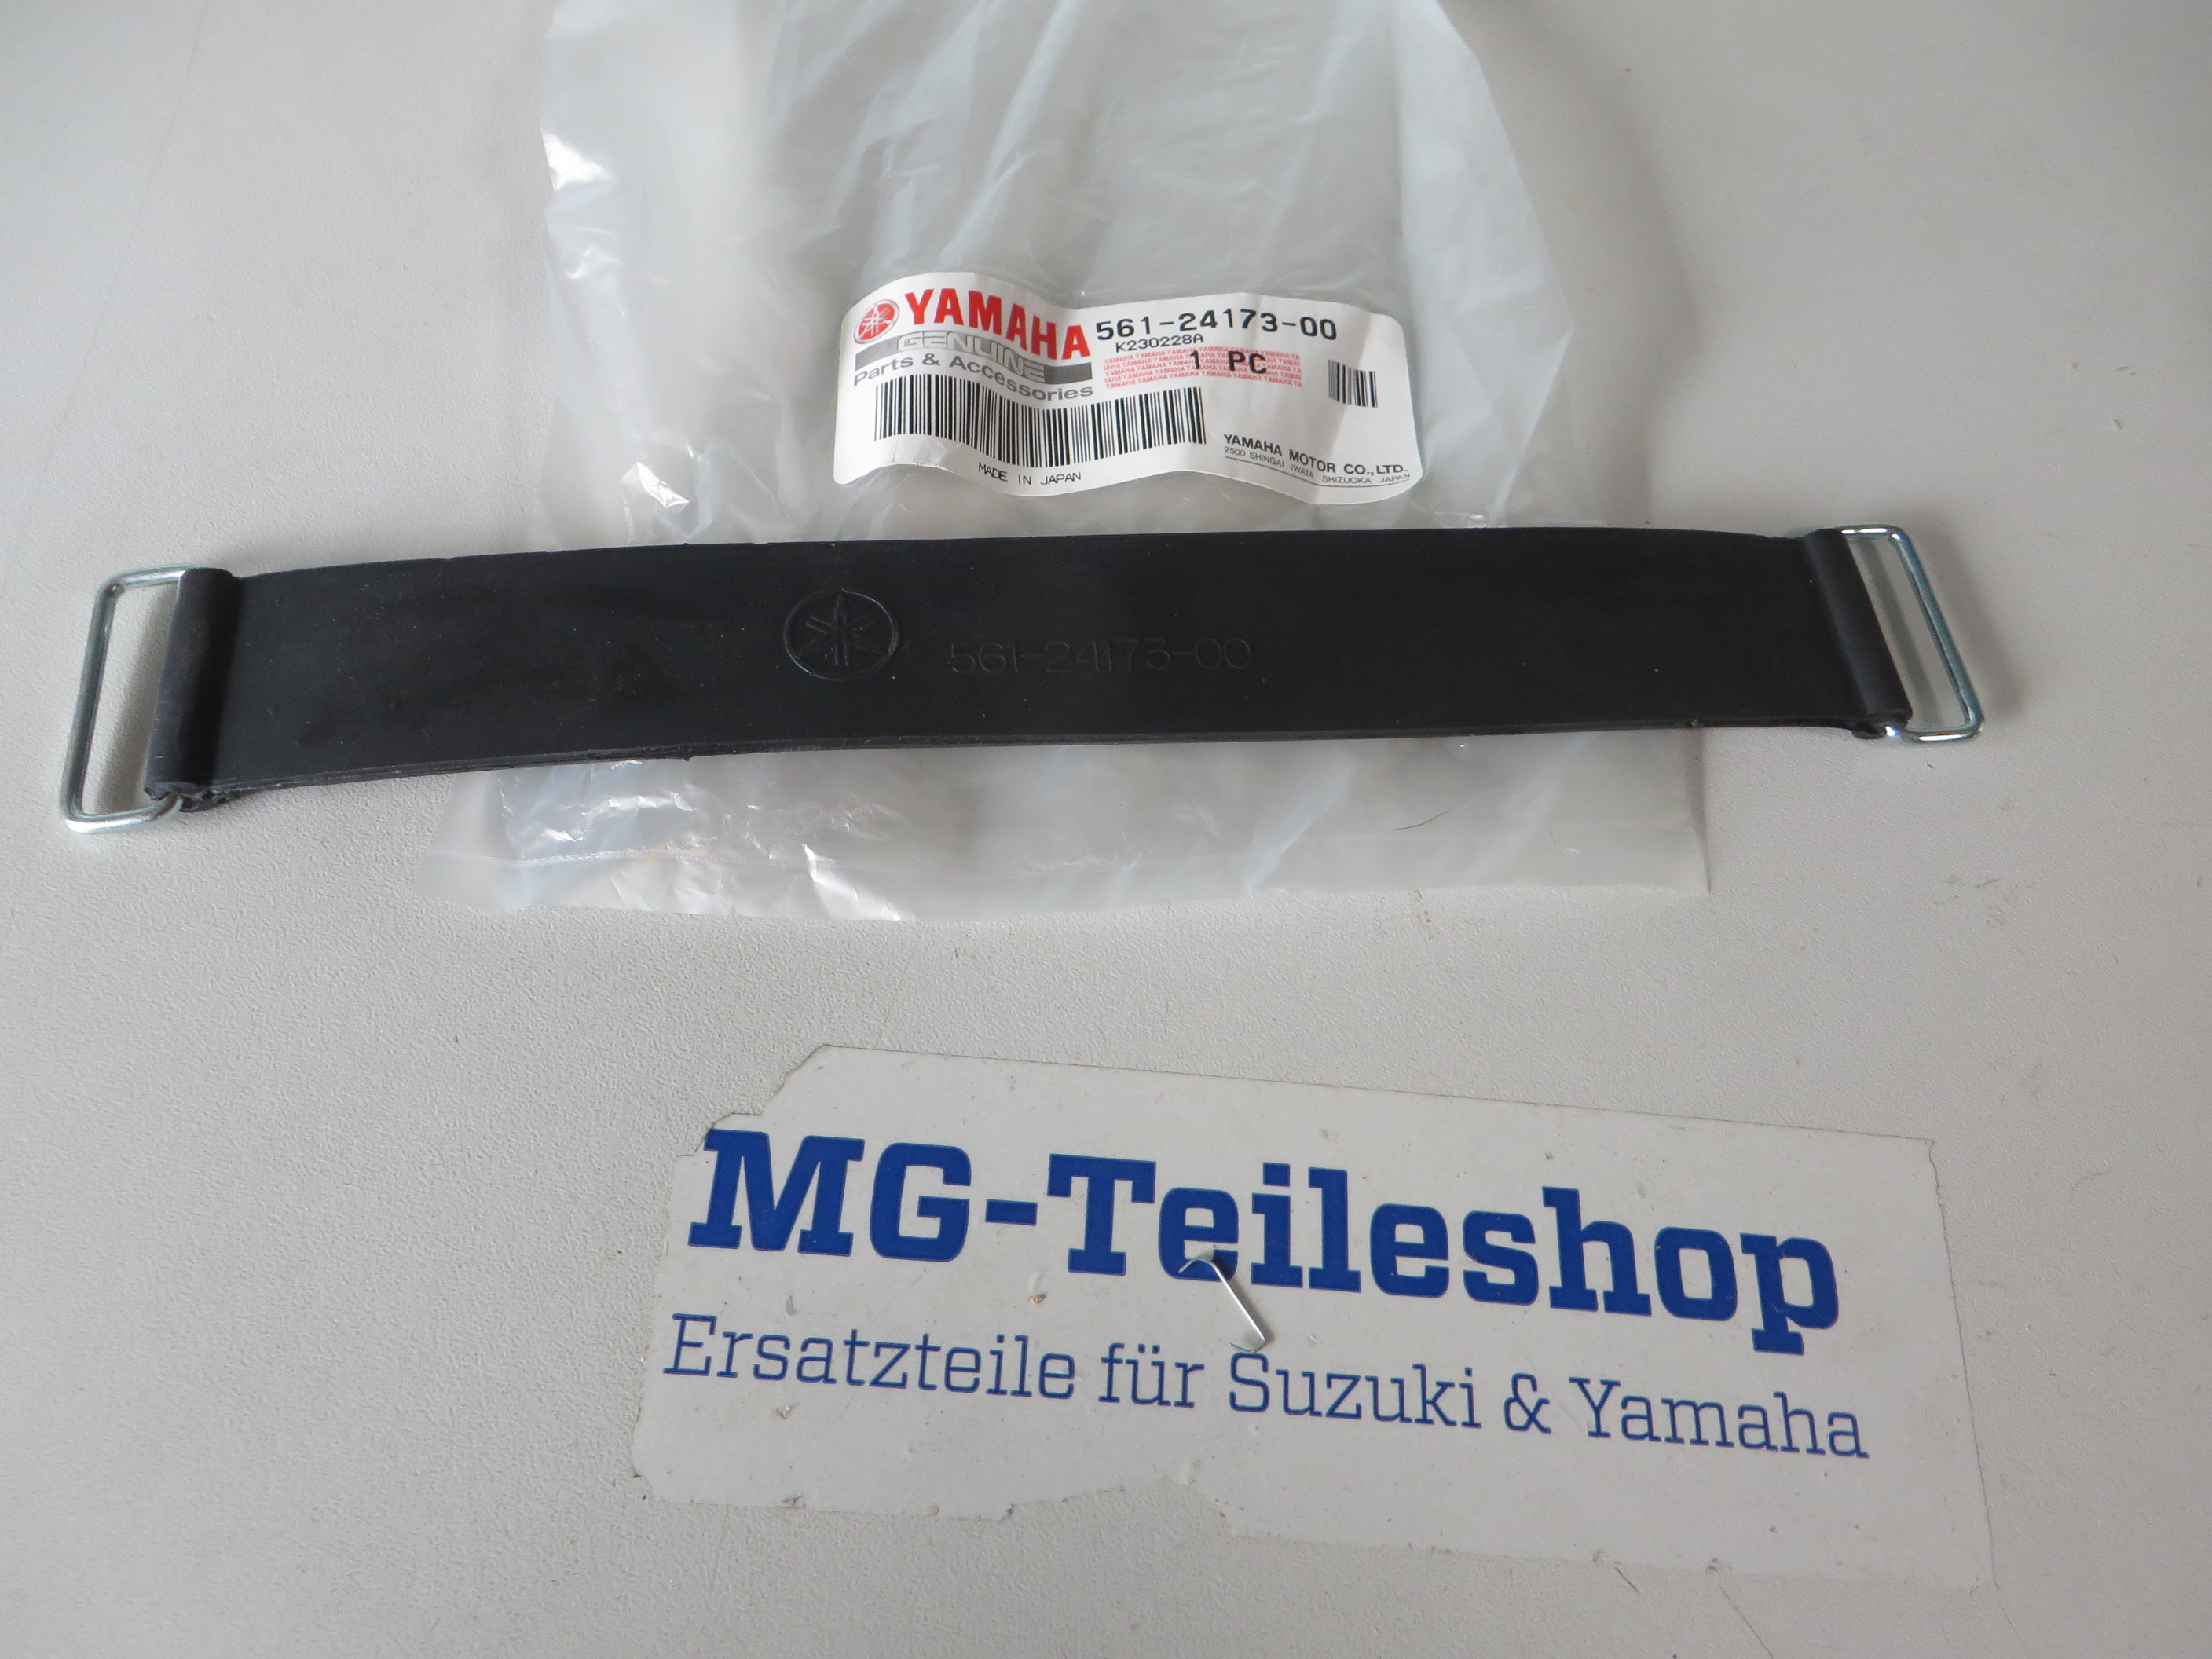 YAMAHA 561-24173-00
GENUINE K230228A
Parts & Accessories 1 PC
MADE IN JAPAN
YAMAHA MOTOR CO.,LTD.
2500 SHINGAI IWATA SHIZUOKA JAPAN
561-24173-00
MG-Teileshop
Ersatzteile für Suzuki & Yamaha